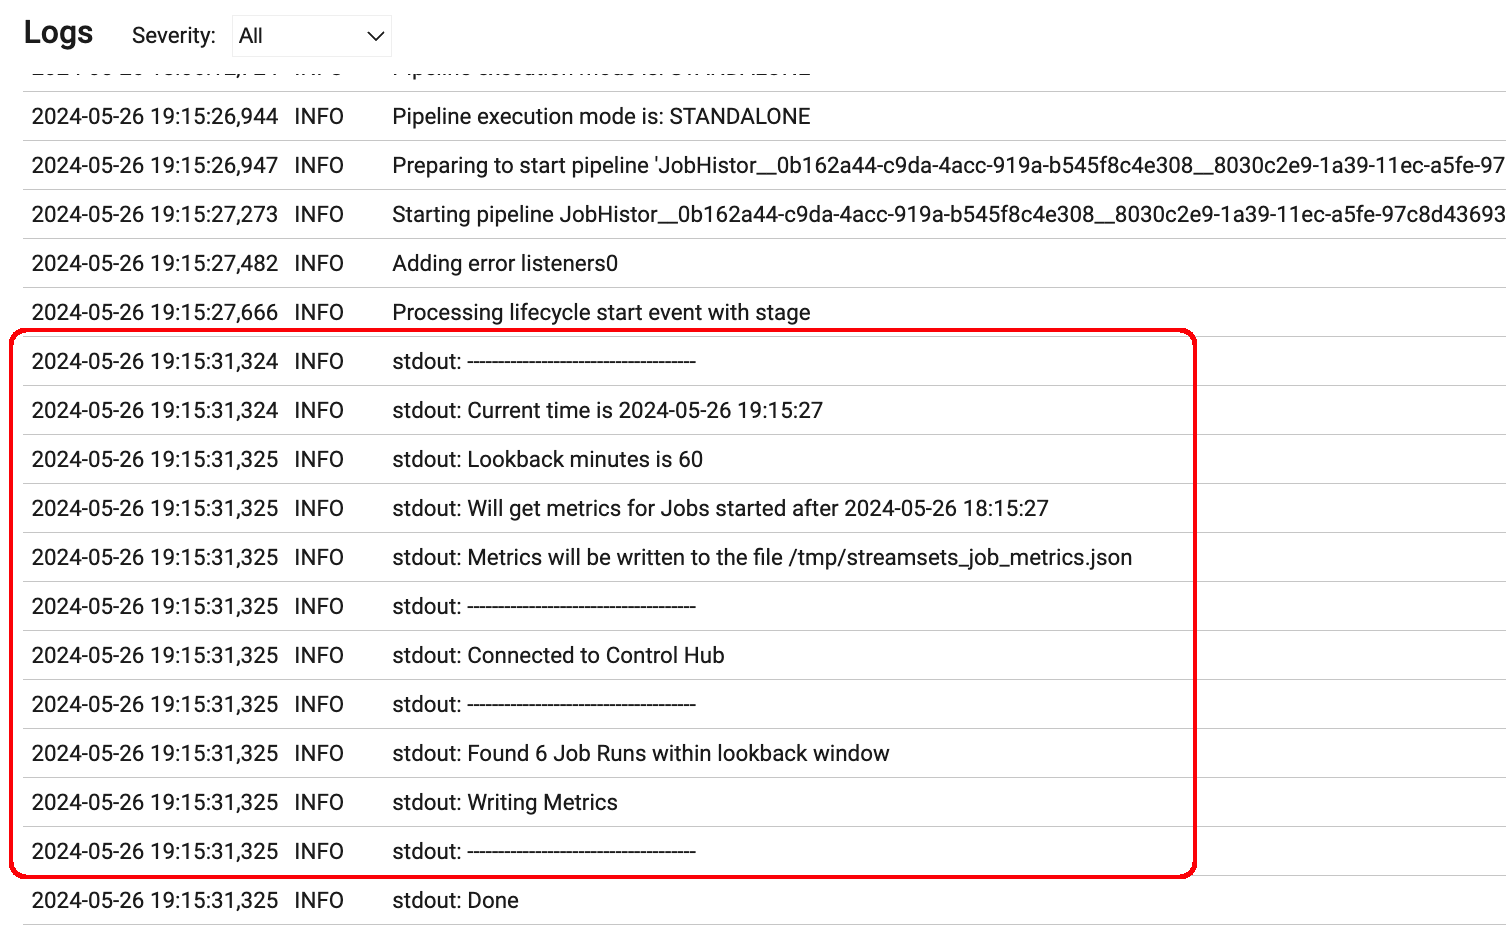 Logs Severity: All
2024-05-26 19:15:26,944 INFO Pipeline execution mode is: STANDALONE
2024-05-26 19:15:26,947 INFO Preparing to start pipeline 'JobHistor__0b162a44-c9da-4acc-919a-b545f8c4e308__8030c2e9-1a39-11ec-a5fe-97
2024-05-26 19:15:27,273 INFO Starting pipeline JobHistor__0b162a44-c9da-4acc-919a-b545f8c4e308__8030c2e9-1a39-11ec-a5fe-97c8d43693
2024-05-26 19:15:27,482 INFO Adding error listeners0
2024-05-26 19:15:27,666 INFO Processing lifecycle start event with stage
2024-05-26 19:15:31,324 INFO stdout: --------------------------------------
2024-05-26 19:15:31,324 INFO stdout: Current time is 2024-05-26 19:15:27
2024-05-26 19:15:31,325 INFO stdout: Lookback minutes is 60
2024-05-26 19:15:31,325 INFO stdout: Will get metrics for Jobs started after 2024-05-26 18:15:27
2024-05-26 19:15:31,325 INFO stdout: Metrics will be written to the file /tmp/streamsets_job_metrics.json
2024-05-26 19:15:31,325 INFO stdout: --------------------------------------
2024-05-26 19:15:31,325 INFO stdout: Connected to Control Hub
2024-05-26 19:15:31,325 INFO stdout: --------------------------------------
2024-05-26 19:15:31,325 INFO stdout: Found 6 Job Runs within lookback window
2024-05-26 19:15:31,325 INFO stdout: Writing Metrics
2024-05-26 19:15:31,325 INFO stdout: --------------------------------------
2024-05-26 19:15:31,325 INFO stdout: Done